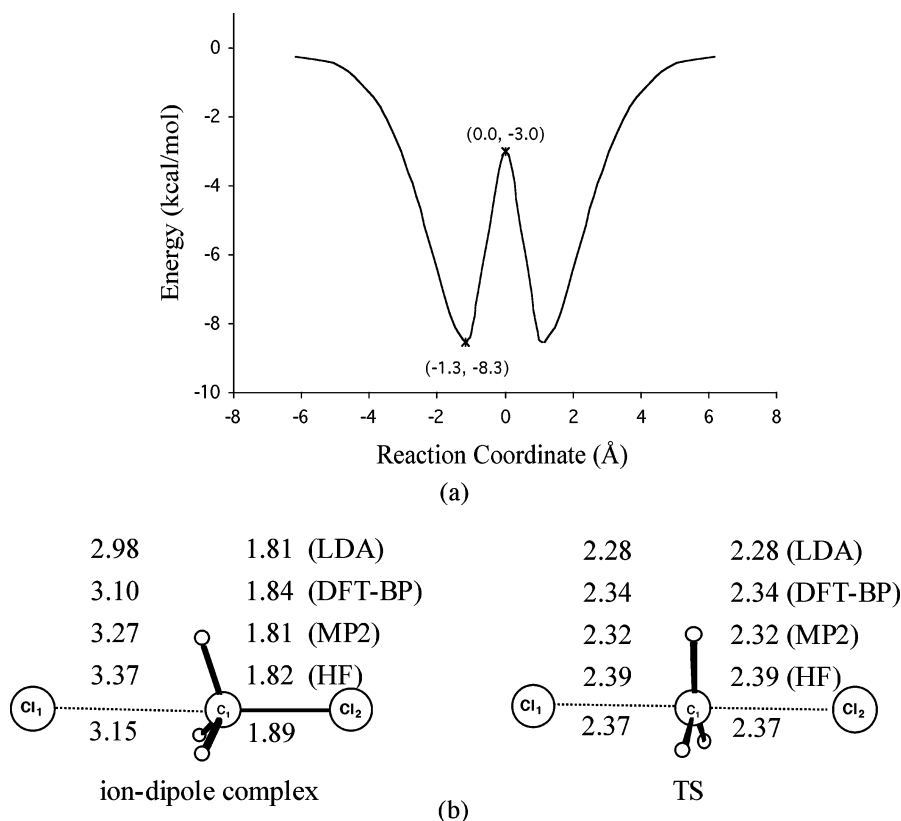 0
-2
-4
-6
-8
-10
Energy (kcal/mol)
(0.0, -3.0)
(-1.3, -8.3)
-8 -6 -4 -2 0 2 4 6 8
Reaction Coordinate (Å)
(a)
2.98 1.81 (LDA)
3.10 1.84 (DFT-BP)
3.27 1.81 (MP2)
3.37 1.82 (HF)
Cl1 C1 Cl2
3.15 1.89
ion-dipole complex
2.28 2.28 (LDA)
2.34 2.34 (DFT-BP)
2.32 2.32 (MP2)
2.39 2.39 (HF)
Cl1 C1 Cl2
2.37 2.37
TS
(b)